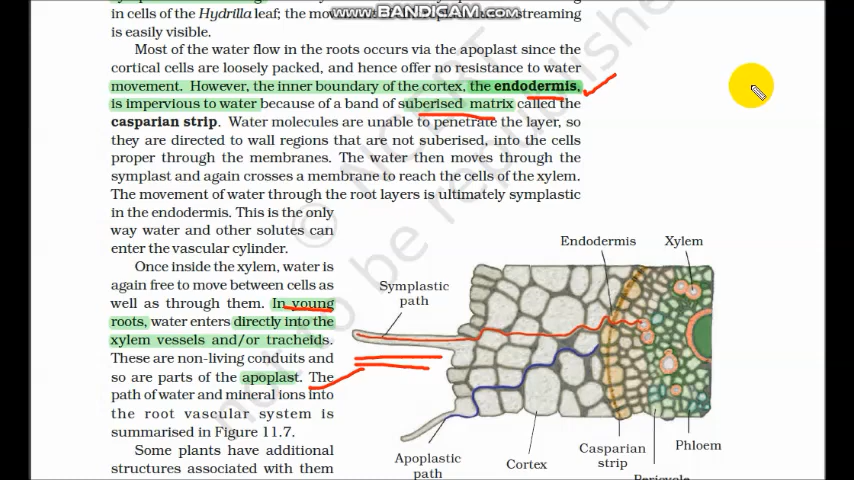 in cells of the Hydrilla leaf; the streaming
www.BANDICAM.com
is easily visible.
Most of the water flow in the roots occurs via the apoplast since the
cortical cells are loosely packed, and hence offer no resistance to water
movement. However, the inner boundary of the cortex, the endodermis,
is impervious to water because of a band of suberised matrix called the
casparian strip. Water molecules are unable to penetrate the layer, so
they are directed to wall regions that are not suberised, into the cells
proper through the membranes. The water then moves through the
symplast and again crosses a membrane to reach the cells of the xylem.
The movement of water through the root layers is ultimately symplastic
in the endodermis. This is the only
way water and other solutes can
enter the vascular cylinder.
Once inside the xylem, water is
again free to move between cells as
well as through them. In young
roots, water enters directly into the
xylem vessels and/or tracheids.
These are non-living conduits and
so are parts of the apoplast. The
path of water and mineral ions into
the root vascular system is
summarised in Figure 11.7.
Some plants have additional
structures associated with them
Endodermis
Xylem
Symplastic
path
Apoplastic
path
Cortex
Casparian
strip
Phloem
Pericycle
© NCERT
not to be republished